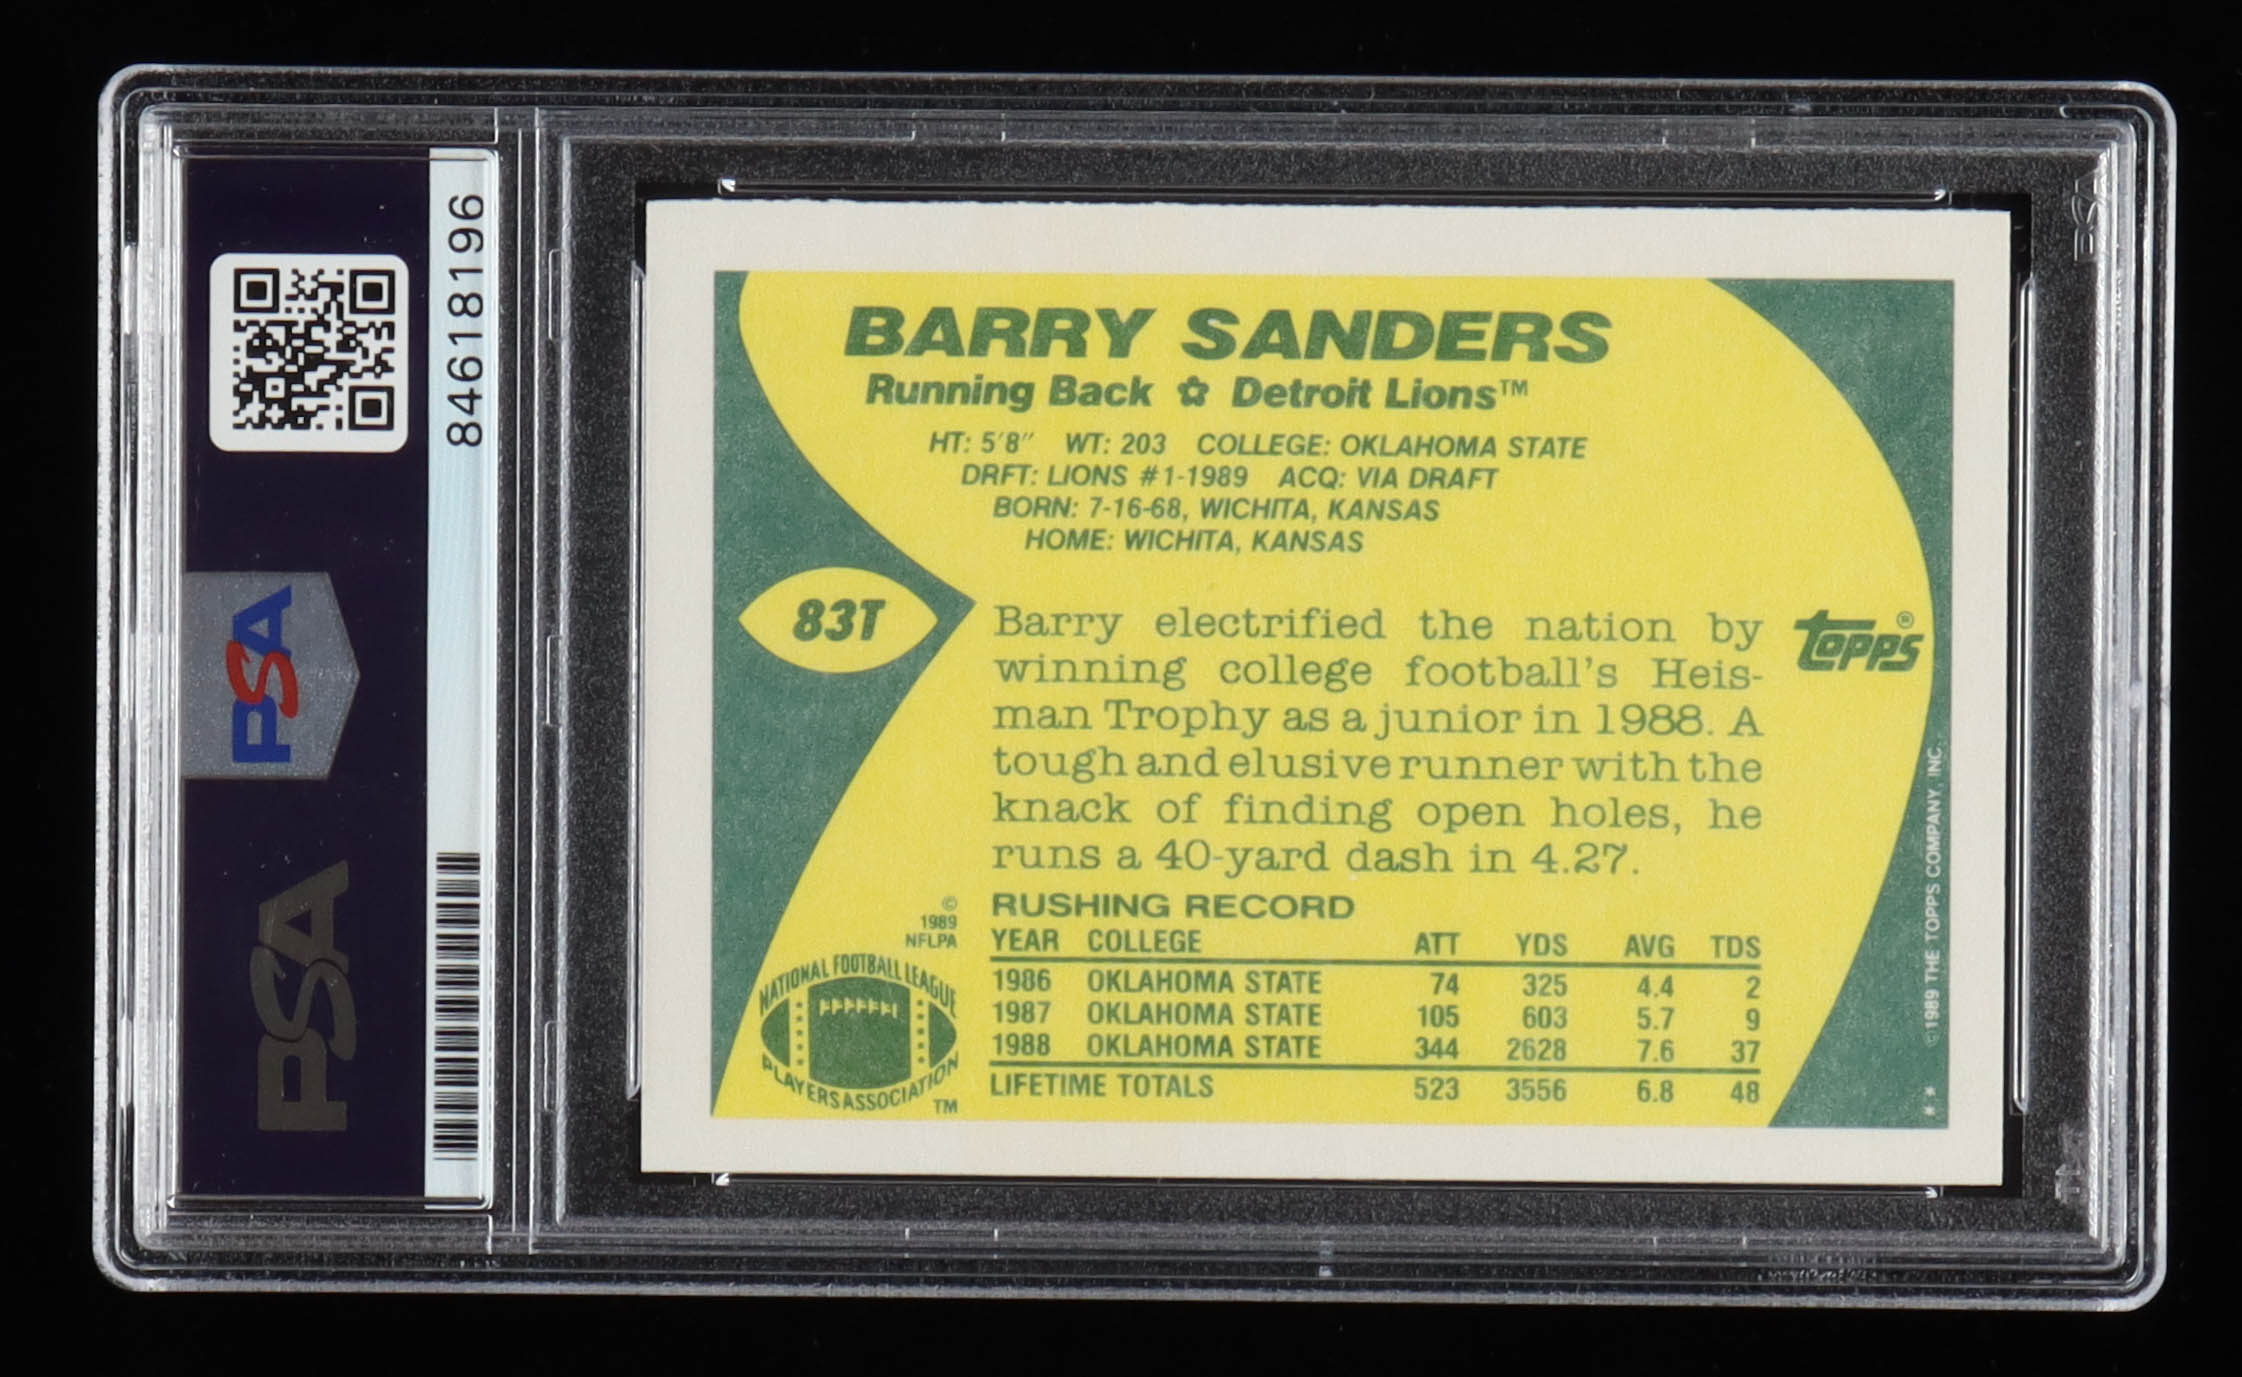 84618196
PSA
PSA
PSA
BARRY SANDERS
Running Back ✿ Detroit Lions™
HT: 5'8" WT: 203 COLLEGE: OKLAHOMA STATE
DRFT: LIONS #1-1989 ACQ: VIA DRAFT
BORN: 7-16-68, WICHITA, KANSAS
HOME: WICHITA, KANSAS
83T
Barry electrified the nation by
winning college football's Heis-
man Trophy as a junior in 1988. A
tough and elusive runner with the
knack of finding open holes, he
runs a 40-yard dash in 4.27.
TOPPS®
© 1989 THE TOPPS COMPANY, INC.
**
©
1989
NFLPA
NATIONAL FOOTBALL LEAGUE
PLAYERS ASSOCIATION
TM
RUSHING RECORD
YEAR COLLEGE ATT YDS AVG TDS
1986 OKLAHOMA STATE 74 325 4.4 2
1987 OKLAHOMA STATE 105 603 5.7 9
1988 OKLAHOMA STATE 344 2628 7.6 37
LIFETIME TOTALS 523 3556 6.8 48